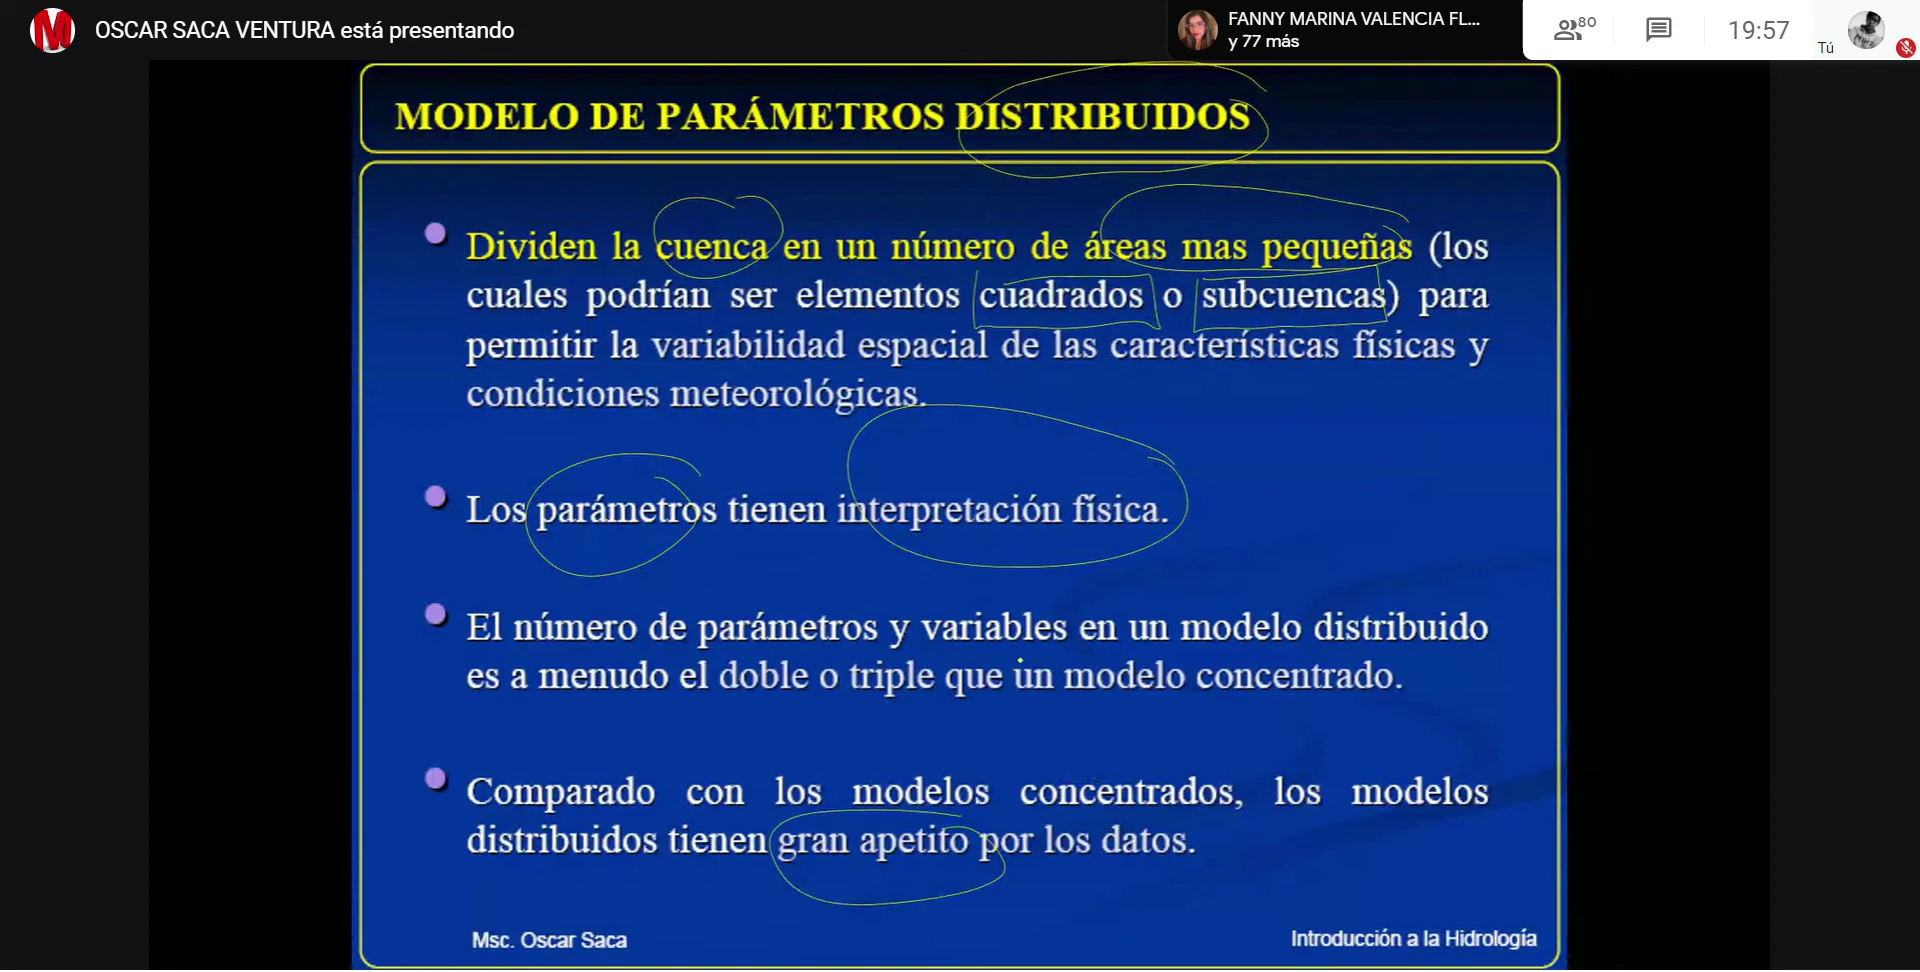 OSCAR SACA VENTURA está presentando
FANNY MARINA VALENCIA FL...
y 77 más
80
19:57
Tú
MODELO DE PARÁMETROS DISTRIBUIDOS
Dividen la cuenca en un número de áreas mas pequeñas (los
cuales podrían ser elementos cuadrados o subcuencas) para
permitir la variabilidad espacial de las características físicas y
condiciones meteorológicas.
Los parámetros tienen interpretación física.
El número de parámetros y variables en un modelo distribuido
es a menudo el doble o triple que un modelo concentrado.
Comparado con los modelos concentrados, los modelos
distribuidos tienen gran apetito por los datos.
Msc. Oscar Saca
Introducción a la Hidrología